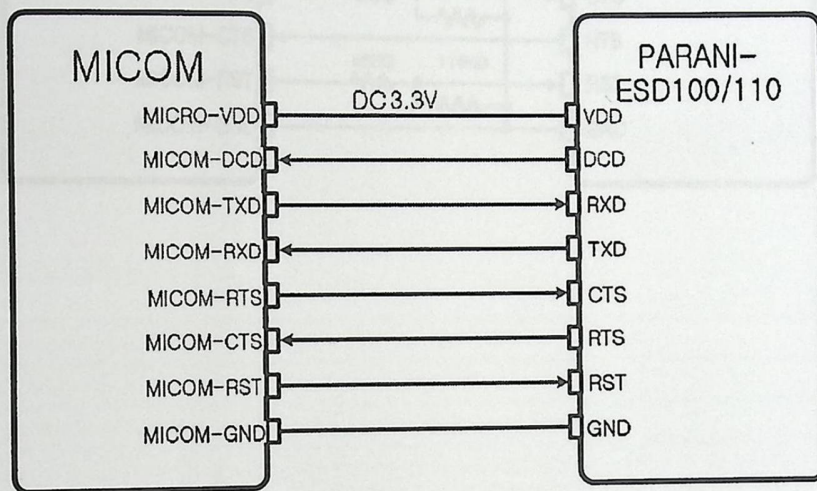 MICOM
PARANI-
ESD100/110
MICRO-VDD
DC3.3V
VDD
MICOM-DCD
DCD
MICOM-TXD
RXD
MICOM-RXD
TXD
MICOM-RTS
CTS
MICOM-CTS
RTS
MICOM-RST
RST
MICOM-GND
GND